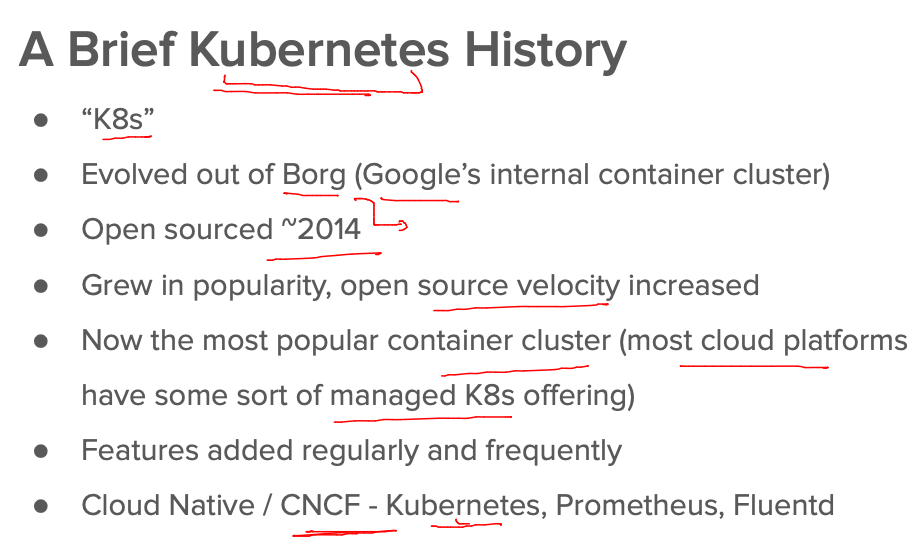 A Brief Kubernetes History
● “K8s”
● Evolved out of Borg (Google’s internal container cluster)
● Open sourced ~2014
● Grew in popularity, open source velocity increased
● Now the most popular container cluster (most cloud platforms
have some sort of managed K8s offering)
● Features added regularly and frequently
● Cloud Native / CNCF - Kubernetes, Prometheus, Fluentd